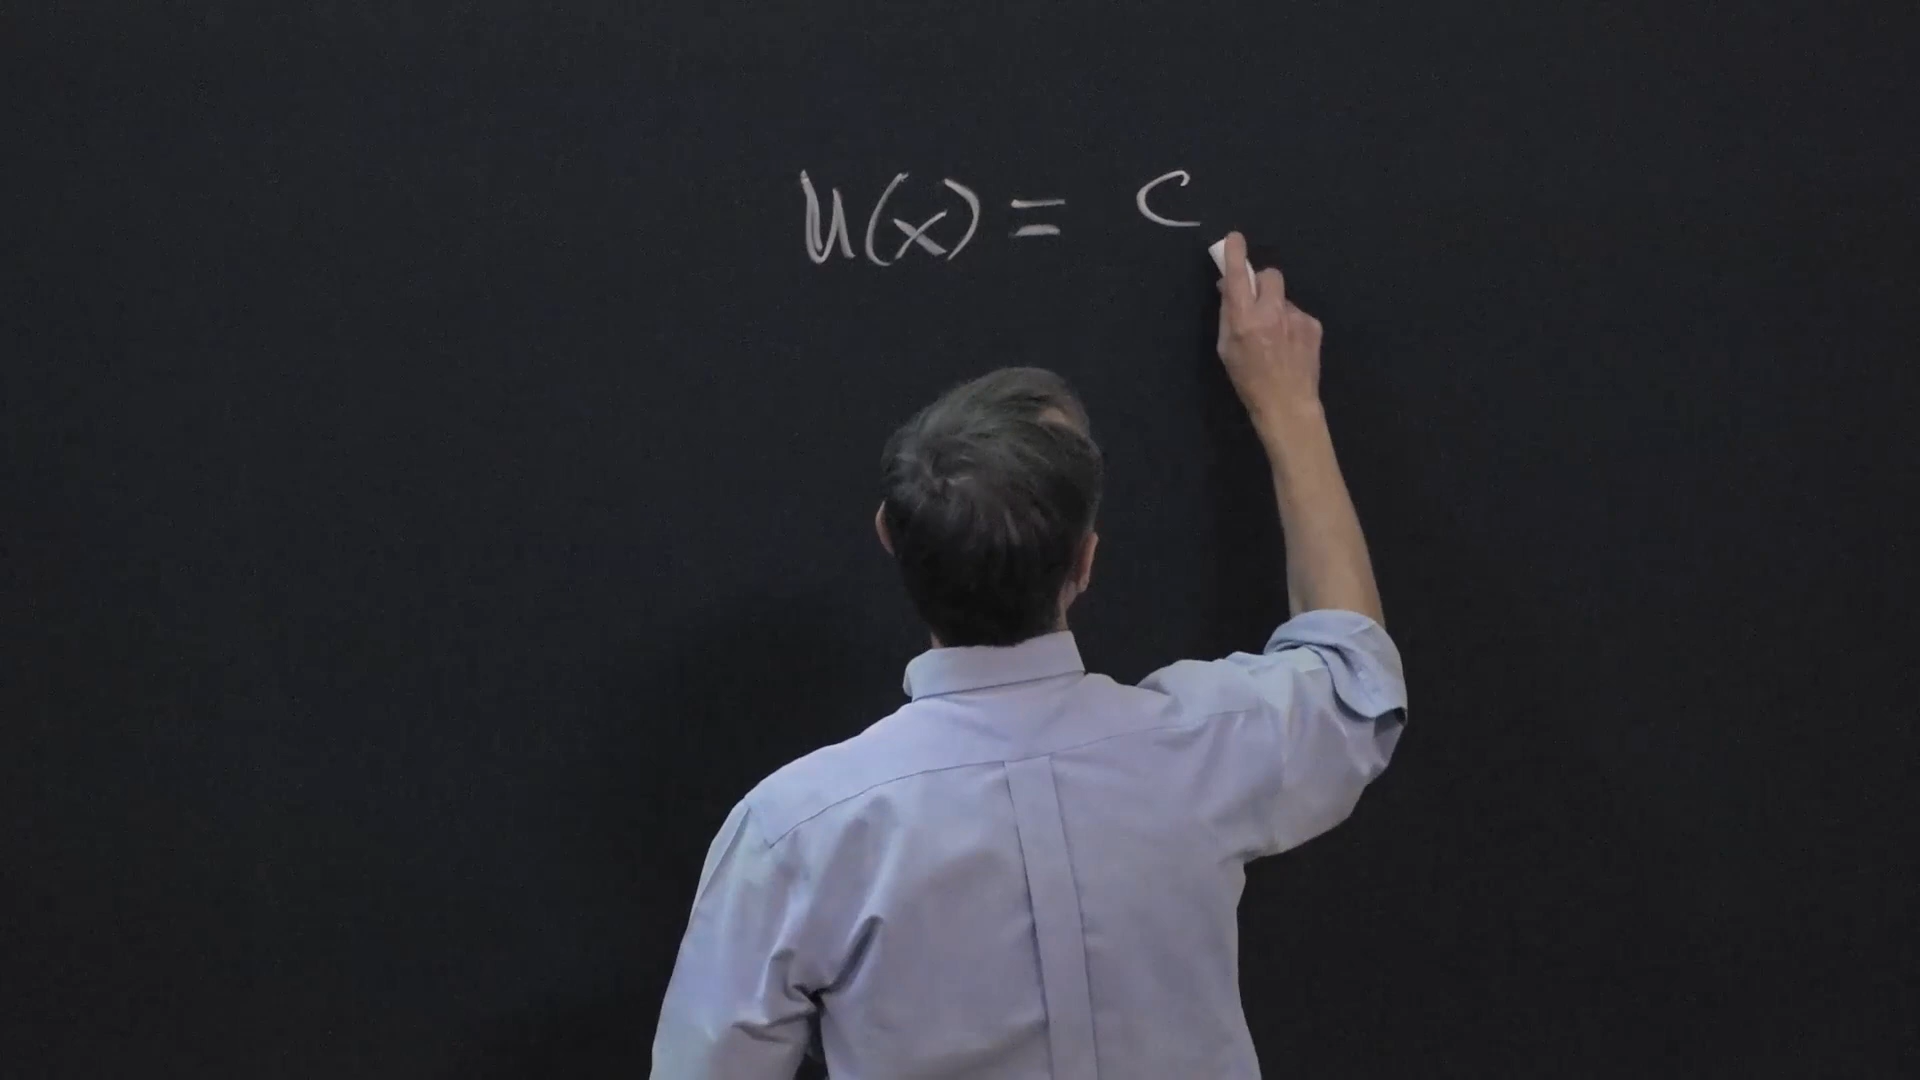 u(x) = c